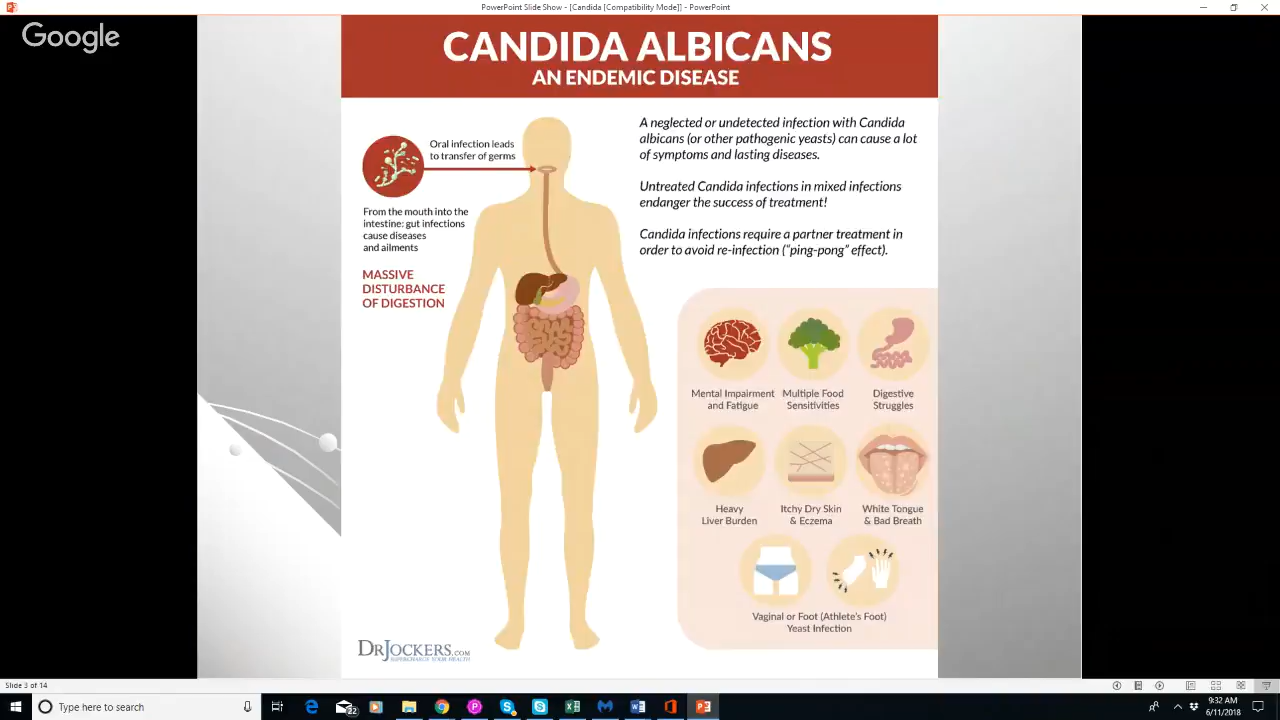 PowerPoint Slide Show - [Candida [Compatibility Mode]] - PowerPoint
Google
CANDIDA ALBICANS
AN ENDEMIC DISEASE
Oral infection leads
to transfer of germs
From the mouth into the
intestine: gut infections
cause diseases
and ailments
MASSIVE
DISTURBANCE
OF DIGESTION
A neglected or undetected infection with Candida
albicans (or other pathogenic yeasts) can cause a lot
of symptoms and lasting diseases.
Untreated Candida infections in mixed infections
endanger the success of treatment!
Candida infections require a partner treatment in
order to avoid re-infection (“ping-pong” effect).
Mental Impairment
and Fatigue
Multiple Food
Sensitivities
Digestive
Struggles
Heavy
Liver Burden
Itchy Dry Skin
& Eczema
White Tongue
& Bad Breath
Vaginal or Foot (Athlete's Foot)
Yeast Infection
DRJOCKERS.COM
SUPERCHARGE YOUR HEALTH
Slide 3 of 14
Type here to search
22
9:32 AM
6/11/2018